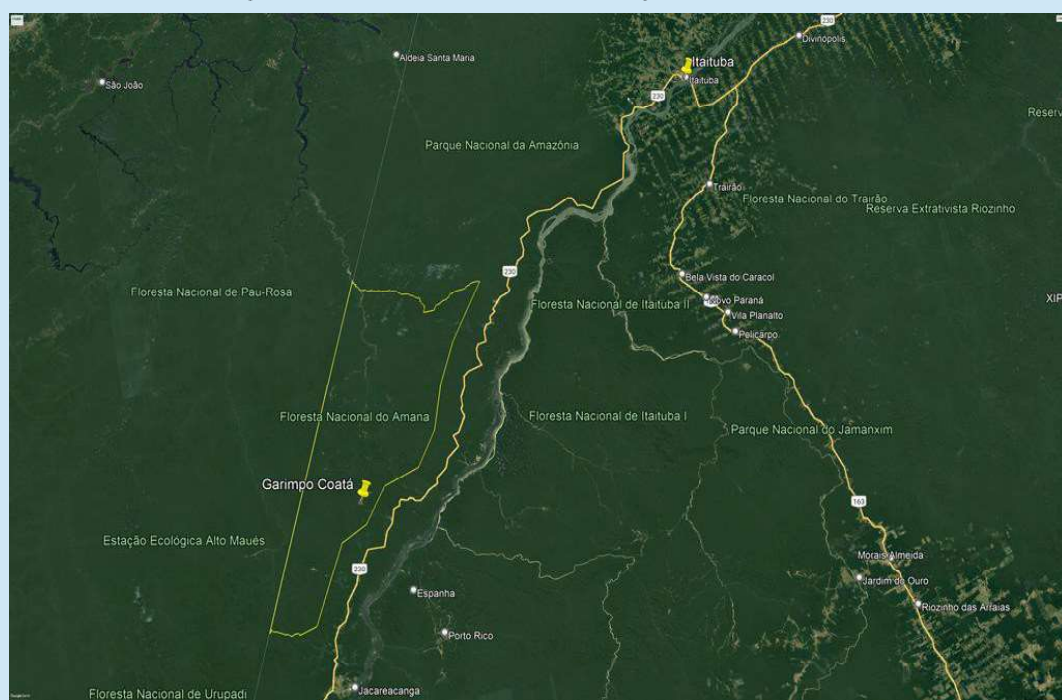 230
Divinópolis
Itaituba
Itaituba
Aldeia Santa Maria
São João
230
Reserv
Parque Nacional da Amazônia
Trairão
Floresta Nacional do Trairão
Reserva Extrativista Riozinho
230
Bela Vista do Caracol
Floresta Nacional de Pau-Rosa
Novo Paraná
XIP
Floresta Nacional de Itaituba II
Vila Planalto
Pelicarpo
Floresta Nacional do Amana
Floresta Nacional de Itaituba I
Parque Nacional do Jamanxim
Garimpo Coatá
163
Estação Ecológica Alto Maués
Morais Almeida
230
Jardim do Ouro
Espanha
Riozinho das Arraias
Porto Rico
Jacareacanga
Floresta Nacional de Urupadi